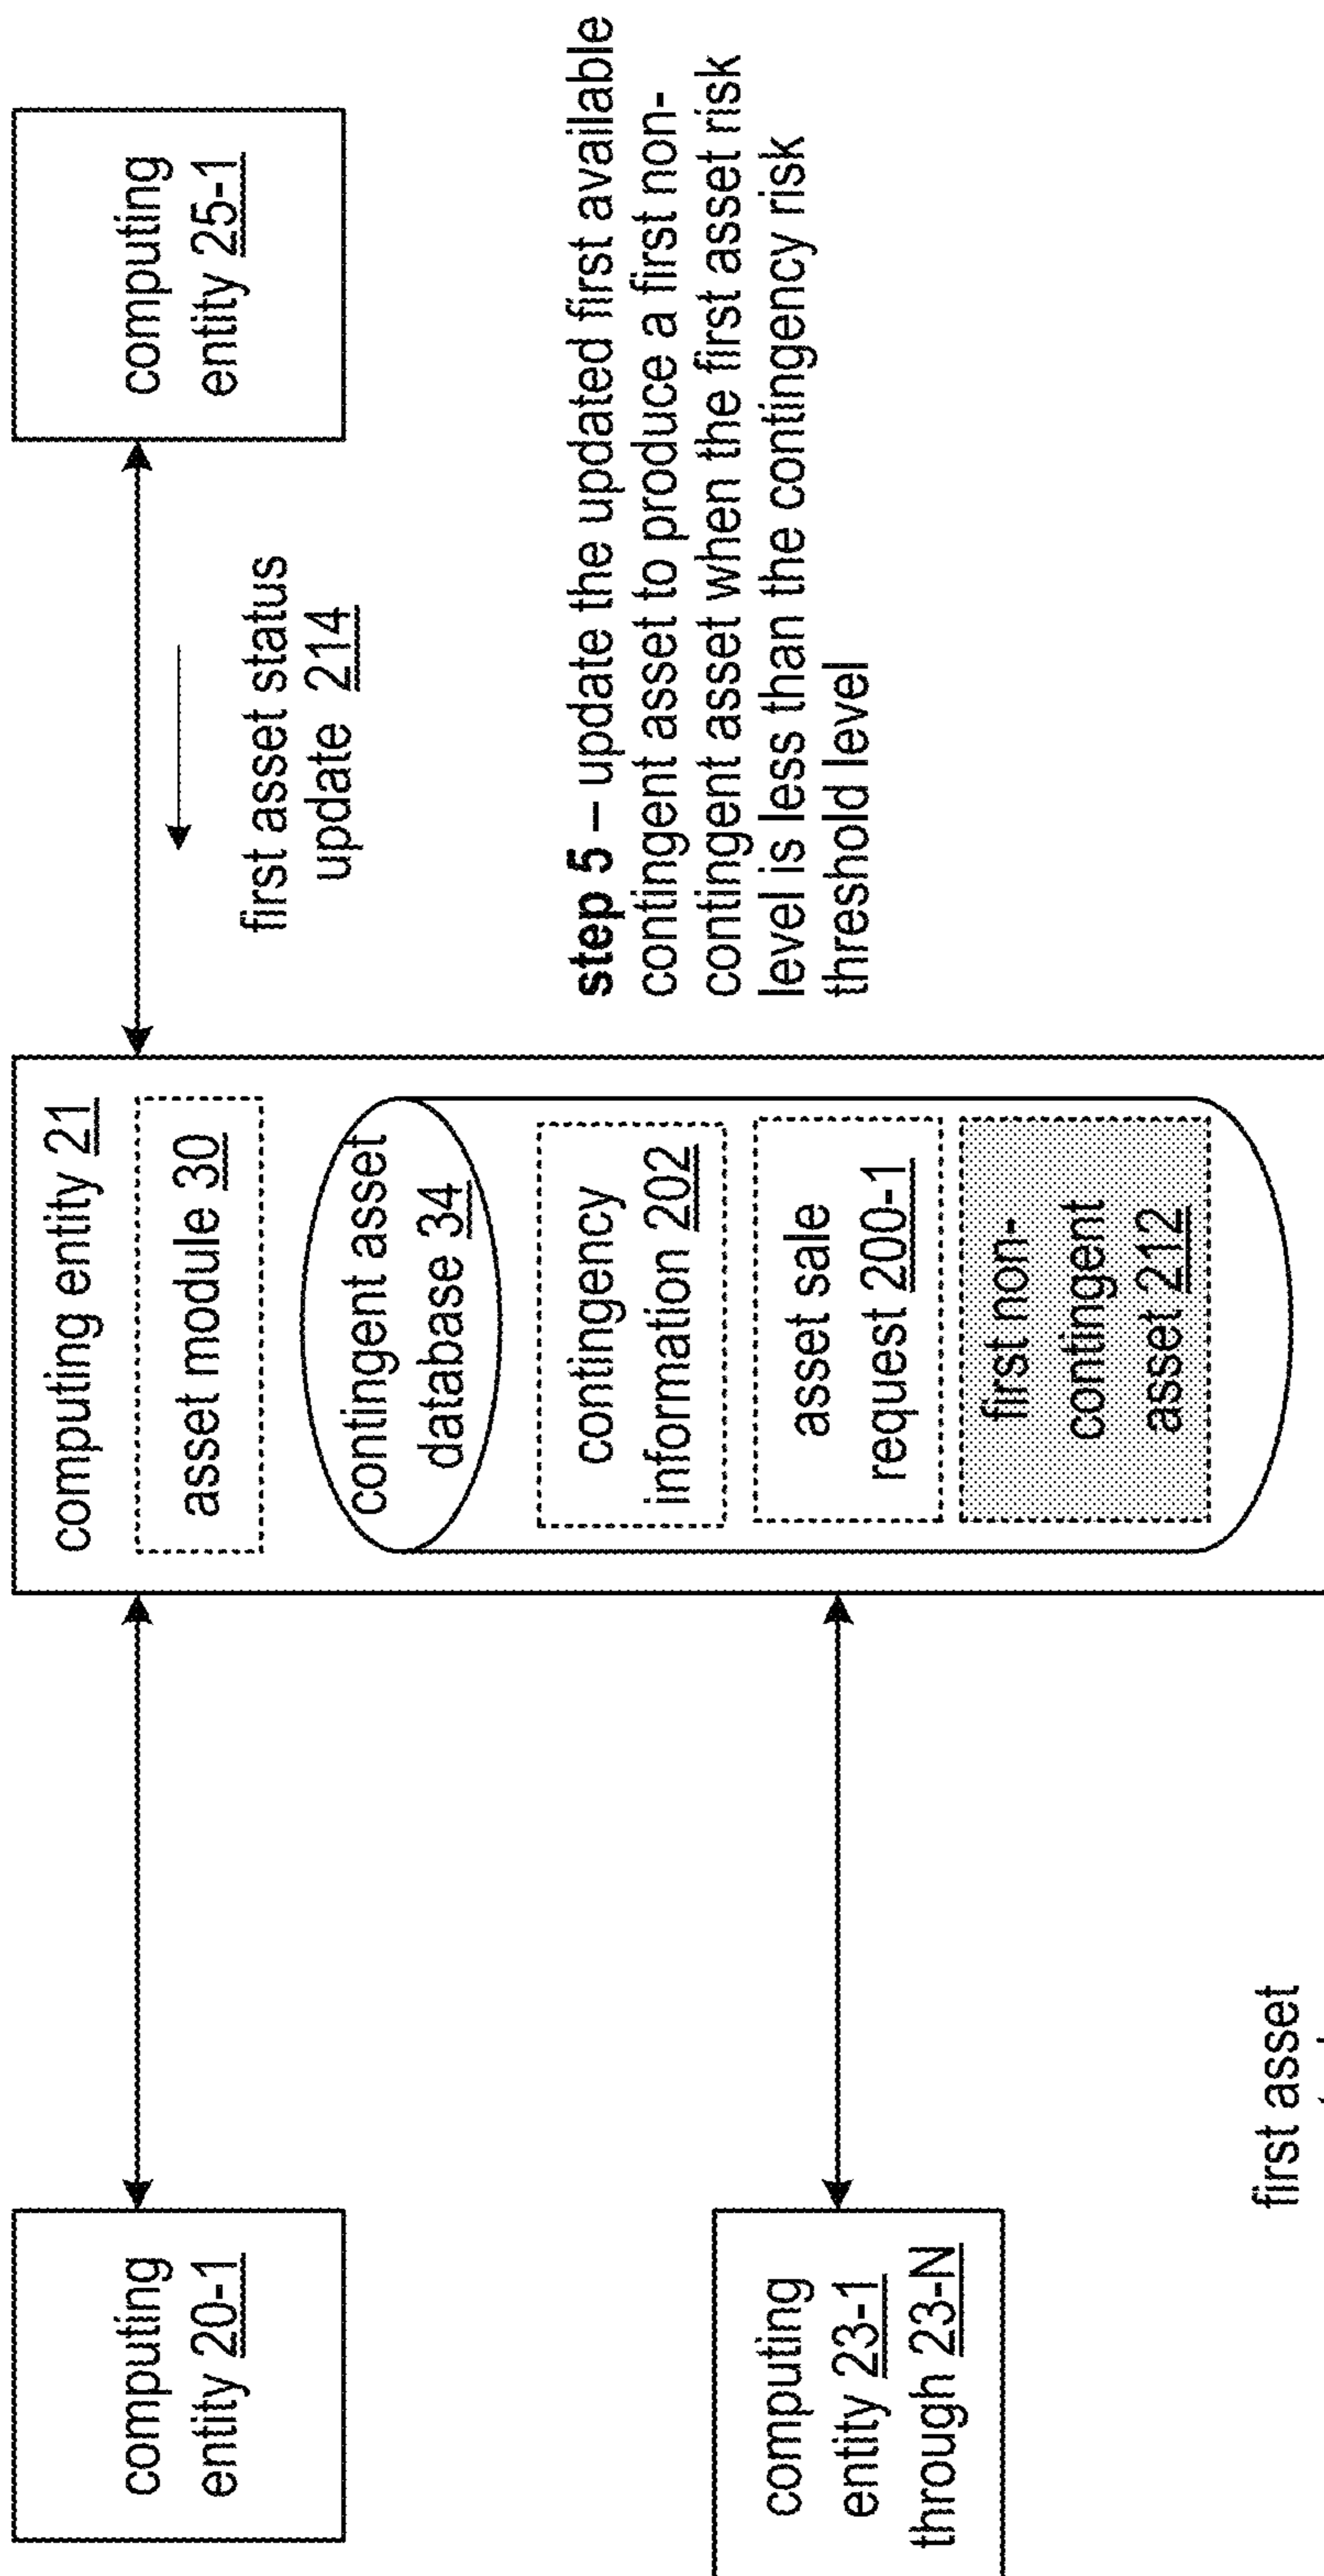 computing
entity 20-1
computing entity 21
asset module 30
contingent asset
database 34
contingency
information 202
asset sale
request 200-1
first non-
contingent
asset 212
computing
entity 25-1
first asset status
update 214
step 5 – update the updated first available
contingent asset to produce a first non-
contingent asset when the first asset risk
level is less than the contingency risk
threshold level
computing
entity 23-1
through 23-N
first asset